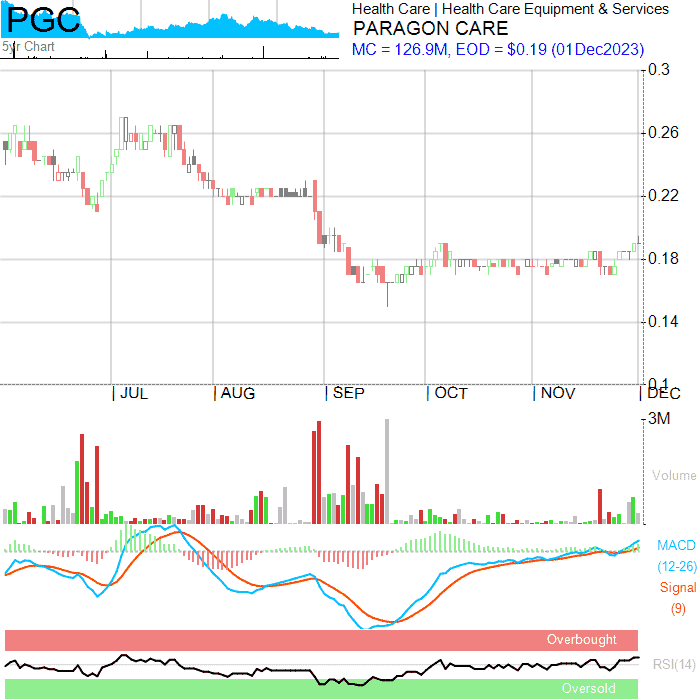 PGC
5yr Chart
Health Care | Health Care Equipment & Services
PARAGON CARE
MC = 126.9M, EOD = $0.19 (01Dec2023)
0.3
0.26
0.22
0.18
0.14
0.1
| JUL
| AUG
| SEP
| OCT
| NOV
| DEC
3M
Volume
MACD
(12-26)
Signal
(9)
Overbought
RSI(14)
Oversold